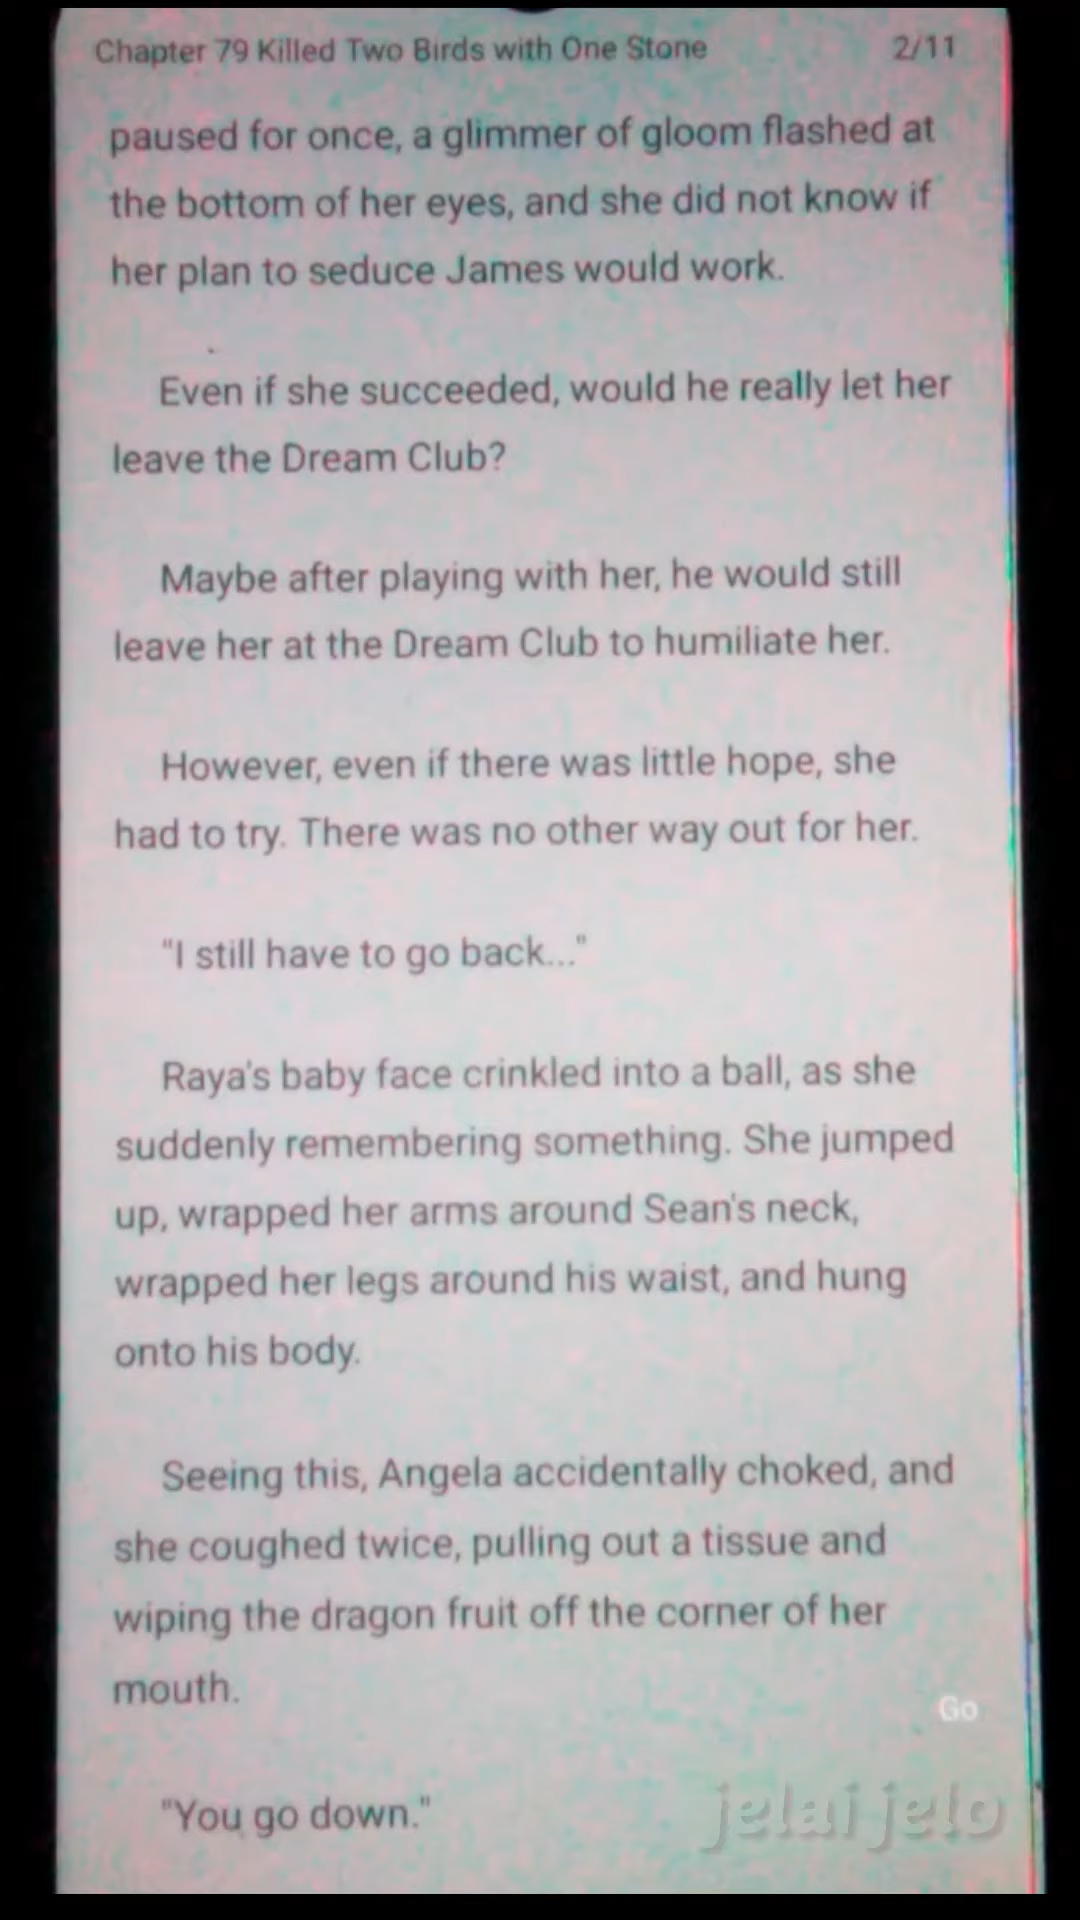 Chapter 79 Killed Two Birds with One Stone 2/11
paused for once, a glimmer of gloom flashed at
the bottom of her eyes, and she did not know if
her plan to seduce James would work.
Even if she succeeded, would he really let her
leave the Dream Club?
Maybe after playing with her, he would still
leave her at the Dream Club to humiliate her.
However, even if there was little hope, she
had to try. There was no other way out for her.
"I still have to go back..."
Raya's baby face crinkled into a ball, as she
suddenly remembering something. She jumped
up, wrapped her arms around Sean's neck,
wrapped her legs around his waist, and hung
onto his body.
Seeing this, Angela accidentally choked, and
she coughed twice, pulling out a tissue and
wiping the dragon fruit off the corner of her
mouth.
Go
"You go down."
jelai jelo